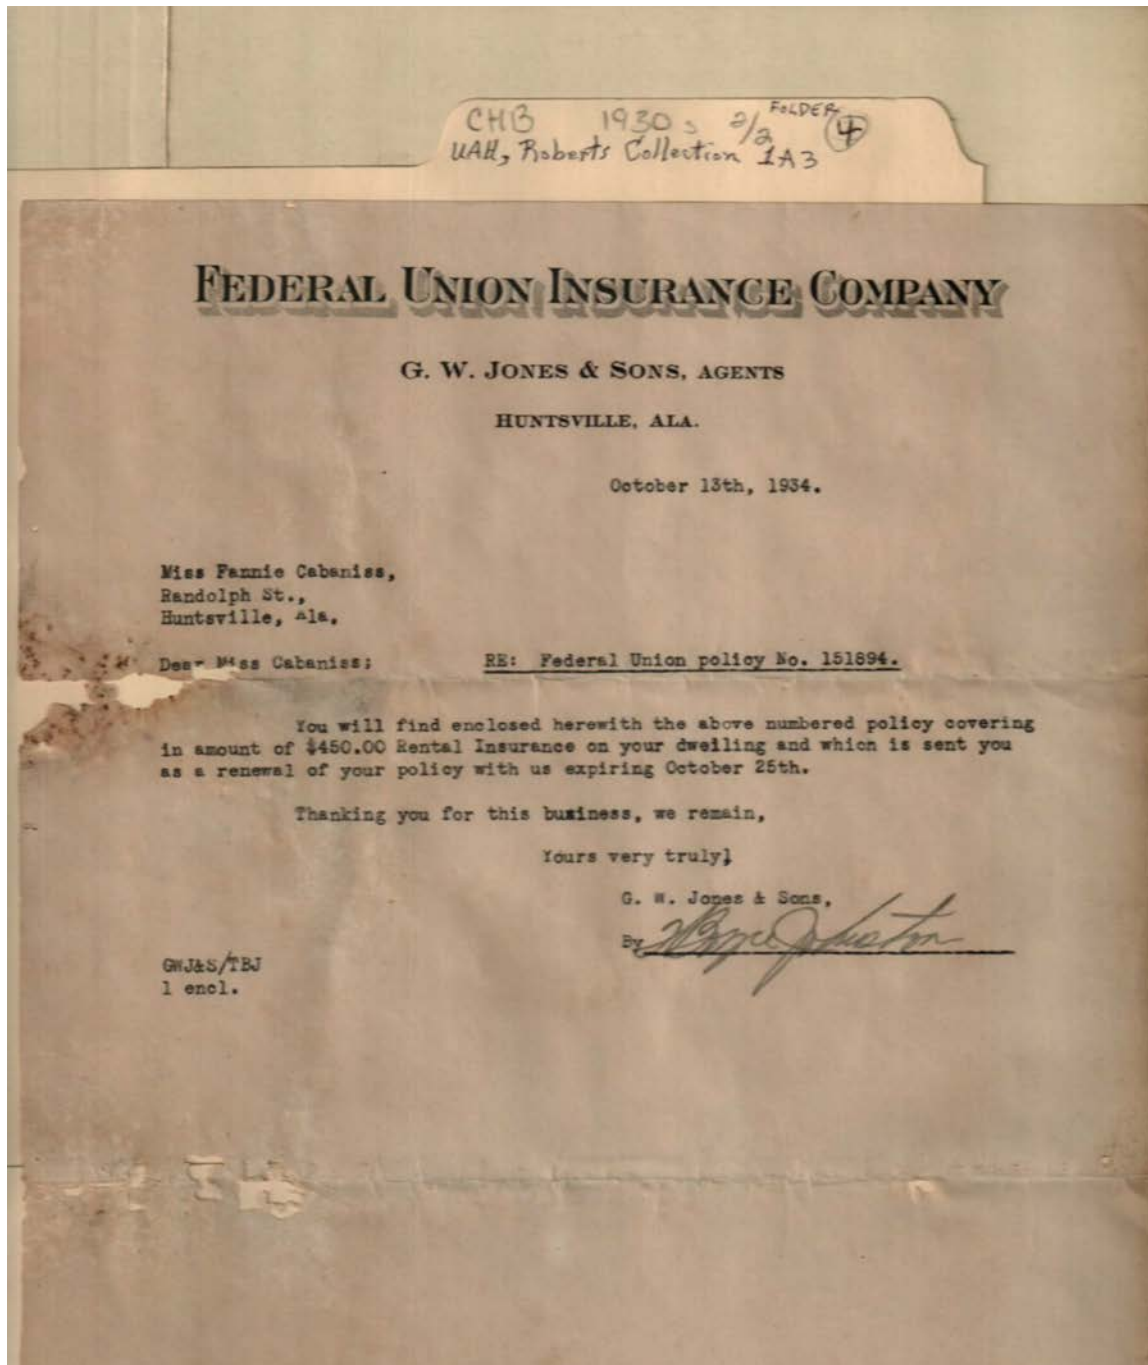 FOLDER
CHB 1930s 2/2 4
UAH, Roberts Collection 1A3
FEDERAL UNION INSURANCE COMPANY
G. W. JONES & SONS, AGENTS
HUNTSVILLE, ALA.
October 13th, 1934.
Miss Fannie Cabaniss,
Randolph St.,
Huntsville, Ala.
Dear Miss Cabaniss; RE: Federal Union policy No. 151894.
You will find enclosed herewith the above numbered policy covering
in amount of $450.00 Rental Insurance on your dwelling and which is sent you
as a renewal of your policy with us expiring October 25th.
Thanking you for this business, we remain,
Yours very truly,
G. W. Jones & Sons,
By Johnston
GWJ&S/TBJ
1 encl.